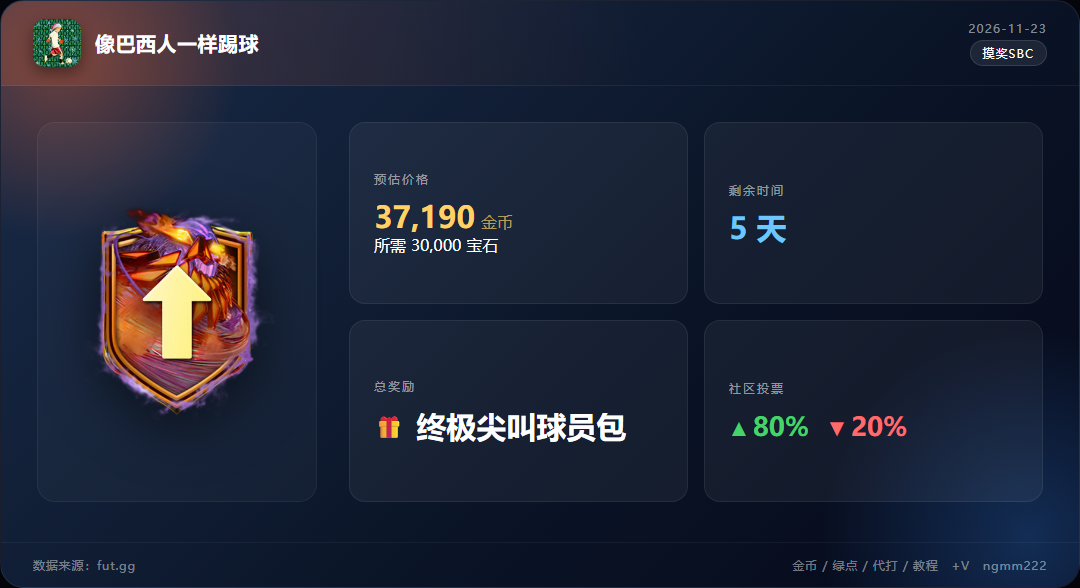 像巴西人一样踢球
2026-11-23
摸奖SBC
预估价格
37,190 金币
所需 30,000 宝石
剩余时间
5 天
总奖励
终极尖叫球员包
社区投票
▲80% ▼20%
数据来源：fut.gg
金币 / 绿点 / 代打 / 教程 +V ngmm222